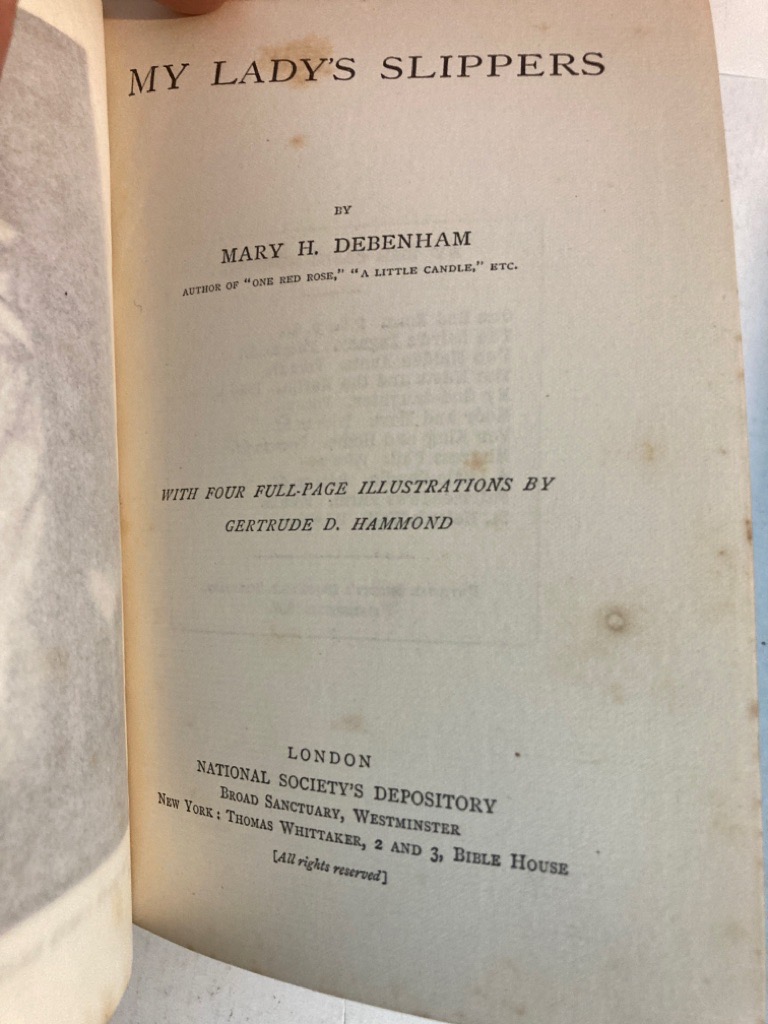 MY LADY'S SLIPPERS
BY
MARY H. DEBENHAM
AUTHOR OF "ONE RED ROSE," "A LITTLE CANDLE," ETC.
WITH FOUR FULL-PAGE ILLUSTRATIONS BY
GERTRUDE D. HAMMOND
LONDON
NATIONAL SOCIETY'S DEPOSITORY
BROAD SANCTUARY, WESTMINSTER
NEW YORK: THOMAS WHITTAKER, 2 AND 3, BIBLE HOUSE
[All rights reserved]